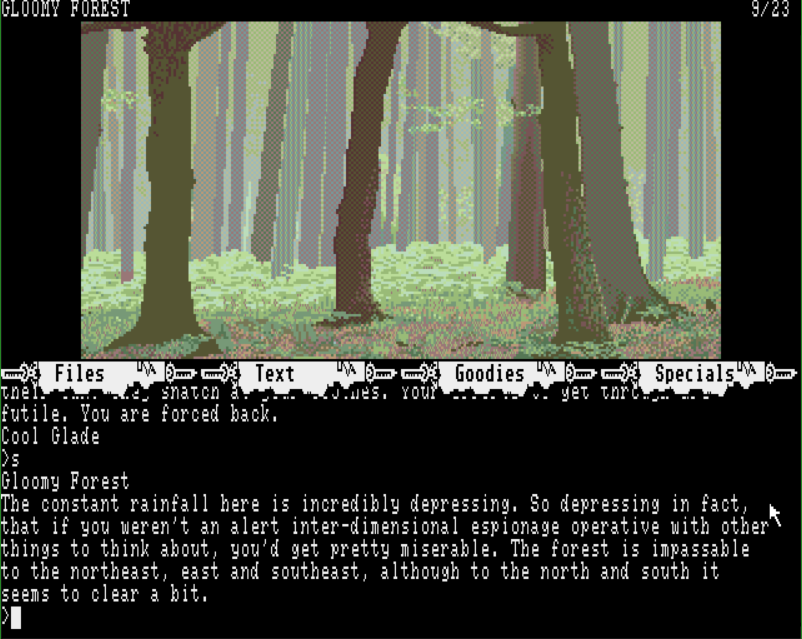 GLOOMY FOREST 9/23
Files Text Goodies Specials
futile. You are forced back.
Cool Glade
>s
Gloomy Forest
The constant rainfall here is incredibly depressing. So depressing in fact,
that if you weren't an alert inter-dimensional espionage operative with other
things to think about, you'd get pretty miserable. The forest is impassable
to the northeast, east and southeast, although to the north and south it
seems to clear a bit.
>